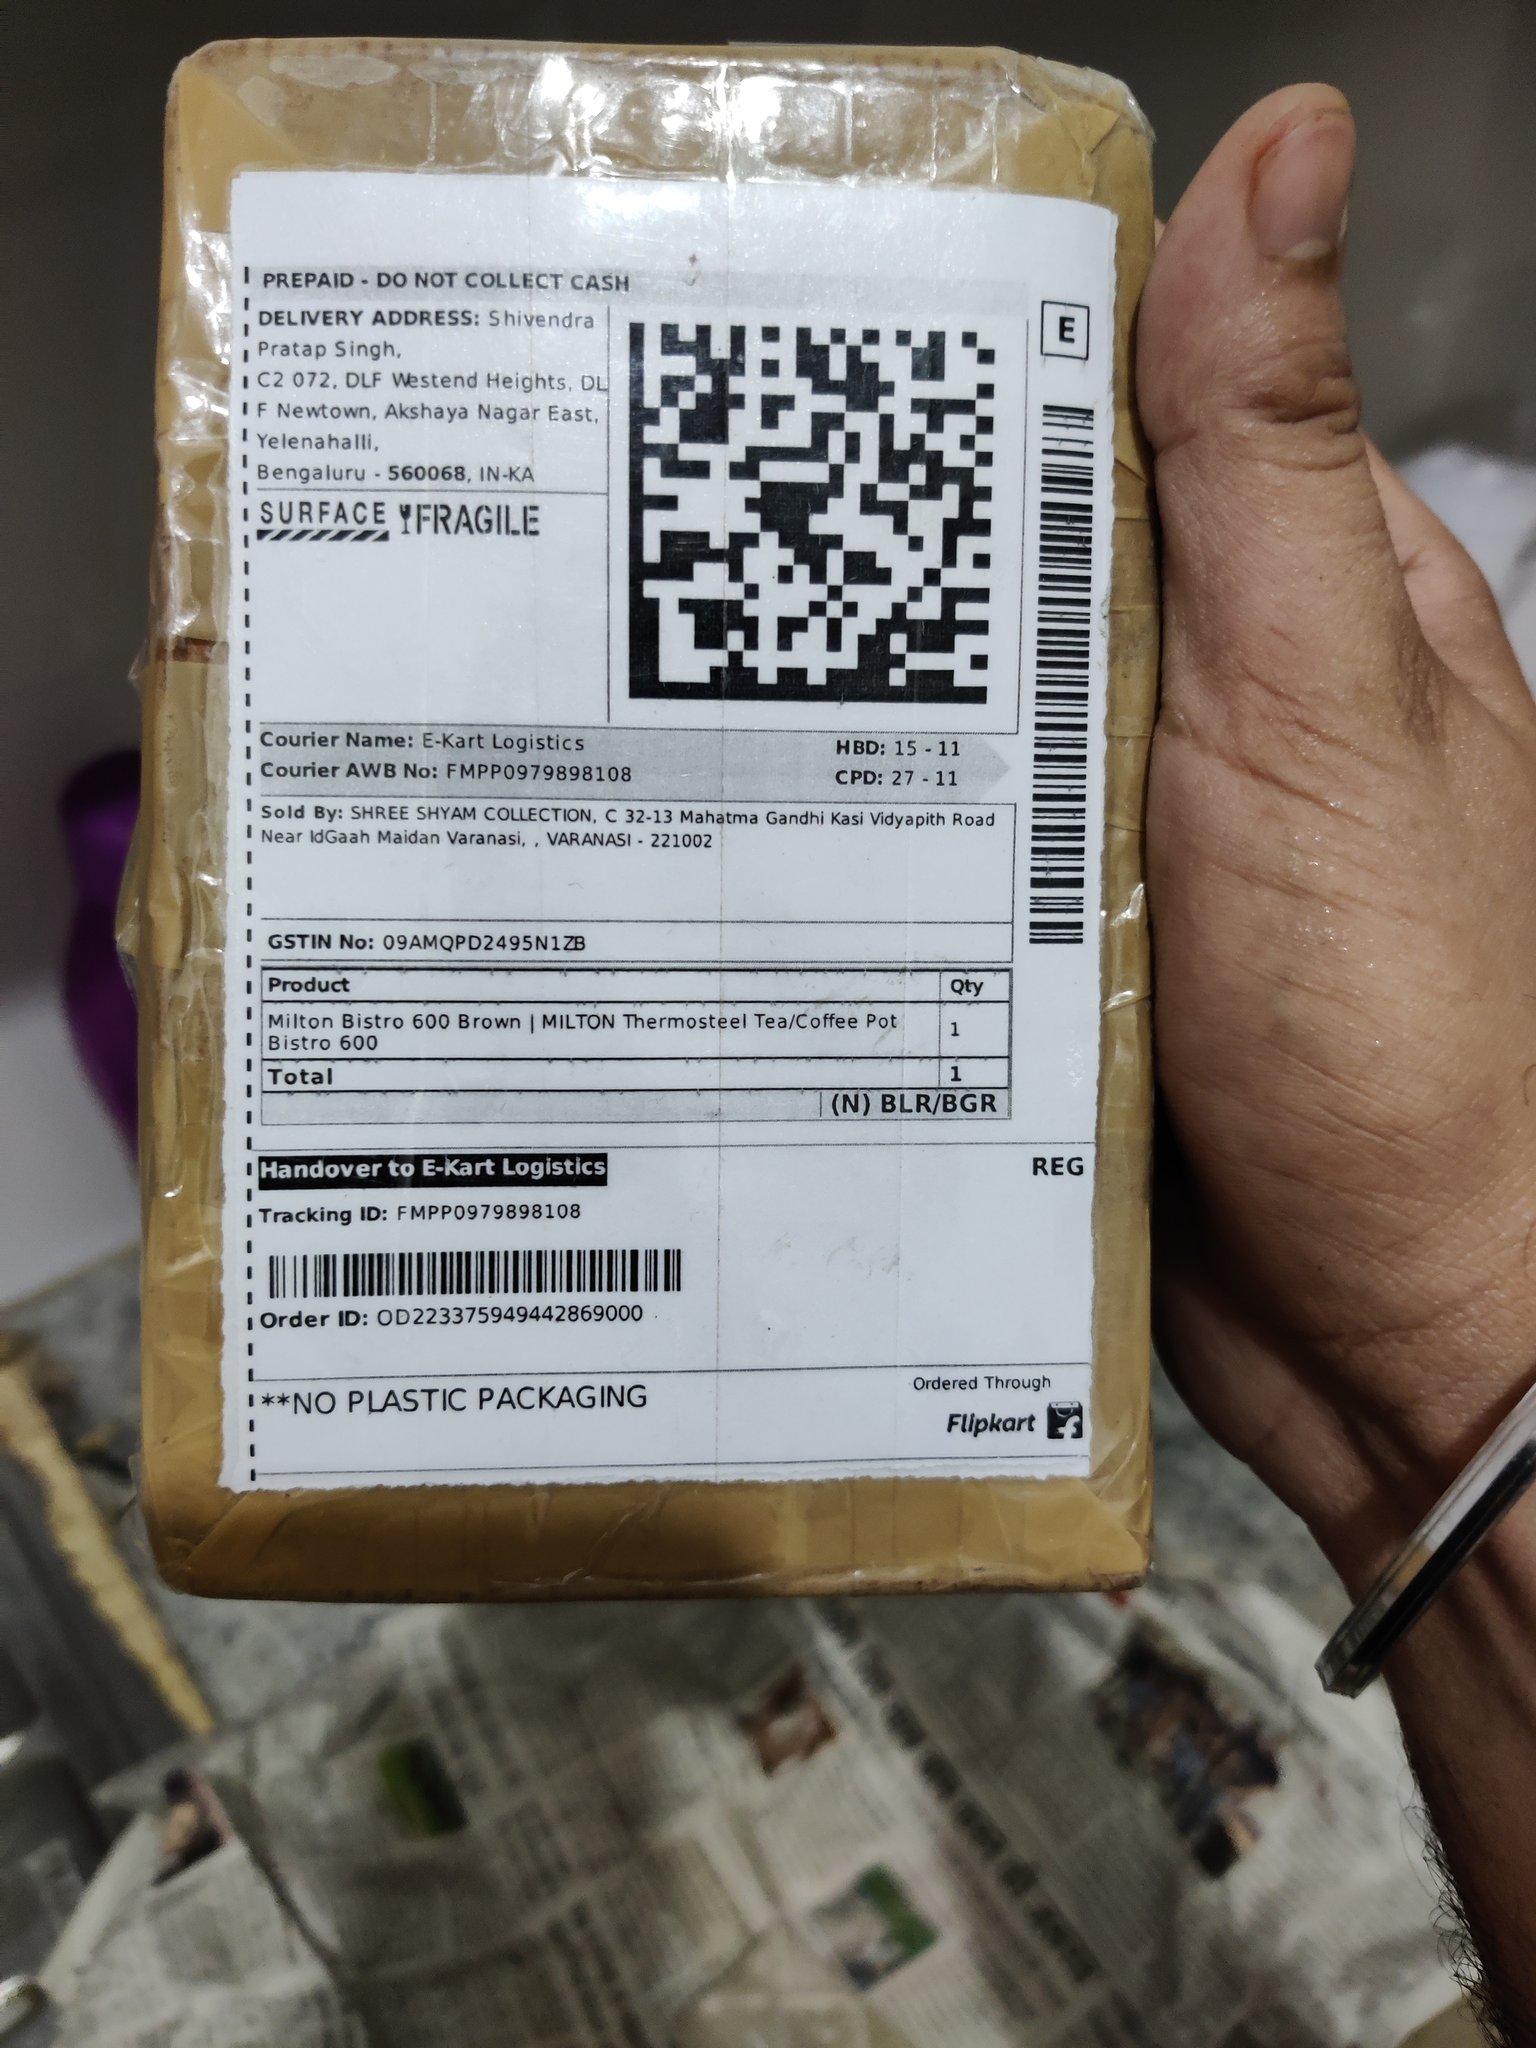 PREPAID - DO NOT COLLECT CASH
DELIVERY ADDRESS: Shivendra
Pratap Singh,
C2 072, DLF Westend Heights, DL
F Newtown, Akshaya Nagar East,
Yelenahalli,
Bengaluru - 560068, IN-KA
SURFACE FRAGILE
E
Courier Name: E-Kart Logistics
HBD: 15 - 11
Courier AWB No: FMPP0979898108
CPD: 27 - 11
Sold By: SHREE SHYAM COLLECTION, C 32-13 Mahatma Gandhi Kasi Vidyapith Road
Near IdGaah Maidan Varanasi, , VARANASI - 221002
GSTIN No: 09AMQPD2495N1ZB
Product Qty
Milton Bistro 600 Brown | MILTON Thermosteel Tea/Coffee Pot
Bistro 600
1
Total 1
(N) BLR/BGR
Handover to E-Kart Logistics
REG
Tracking ID: FMPP0979898108
Order ID: OD223375949442869000
**NO PLASTIC PACKAGING
Ordered Through
Flipkart